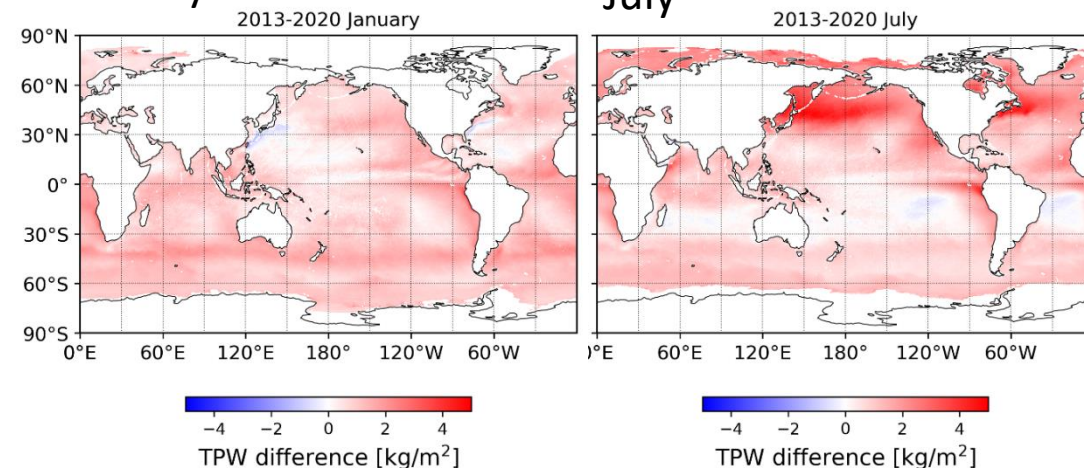 July
2013-2020 January
2013-2020 July
90°N
60°N
30°N
0°
30°S
60°S
90°S
0°E 60°E 120°E 180° 120°W 60°W
°E 60°E 120°E 180° 120°W 60°W
−4 −2 0 2 4
−4 −2 0 2 4
TPW difference [kg/m²]
TPW difference [kg/m²]